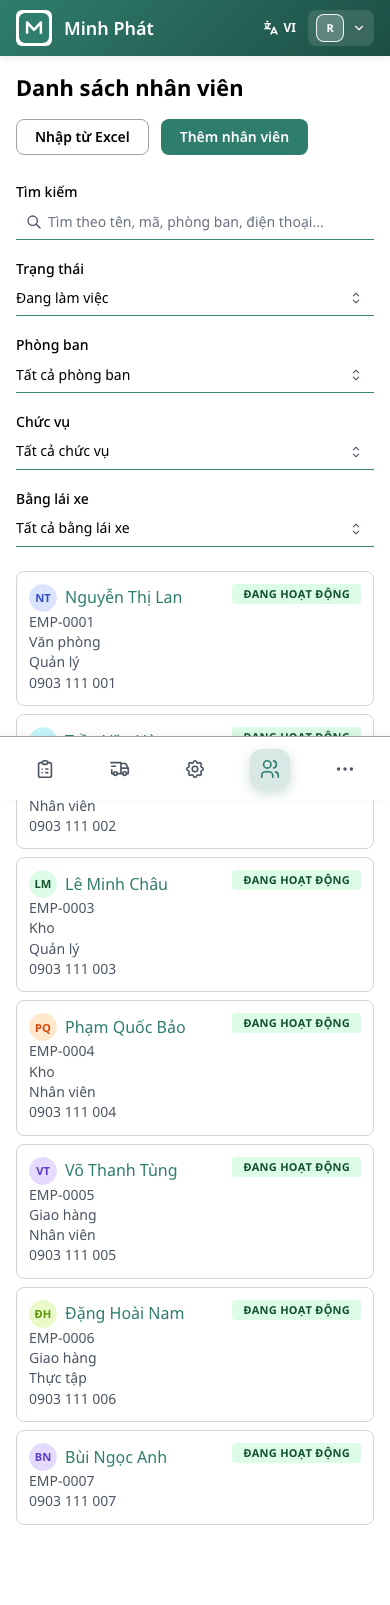 Minh Phát
VI
R
Danh sách nhân viên
Nhập từ Excel
Thêm nhân viên
Tìm kiếm
Tìm theo tên, mã, phòng ban, điện thoại...
Trạng thái
Đang làm việc
Phòng ban
Tất cả phòng ban
Chức vụ
Tất cả chức vụ
Bằng lái xe
Tất cả bằng lái xe
NT
Nguyễn Thị Lan
ĐANG HOẠT ĐỘNG
EMP-0001
Văn phòng
Quản lý
0903 111 001
ĐANG HOẠT ĐỘNG
Nhân viên
0903 111 002
LM
Lê Minh Châu
ĐANG HOẠT ĐỘNG
EMP-0003
Kho
Quản lý
0903 111 003
PQ
Phạm Quốc Bảo
ĐANG HOẠT ĐỘNG
EMP-0004
Kho
Nhân viên
0903 111 004
VT
Võ Thanh Tùng
ĐANG HOẠT ĐỘNG
EMP-0005
Giao hàng
Nhân viên
0903 111 005
ĐH
Đặng Hoài Nam
ĐANG HOẠT ĐỘNG
EMP-0006
Giao hàng
Thực tập
0903 111 006
BN
Bùi Ngọc Anh
ĐANG HOẠT ĐỘNG
EMP-0007
0903 111 007